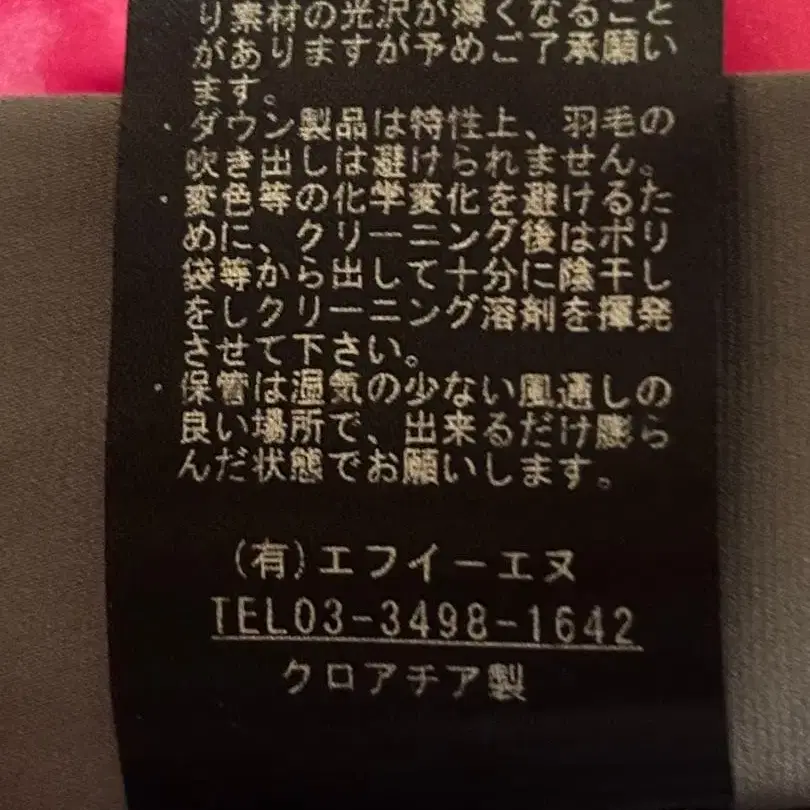 り素材の光沢が薄くなること
がありますが予めご了承願い
ます。
・ダウン製品は特性上、羽毛の
吹き出しは避けられません。
・変色等の化学変化を避けるた
めに、クリーニング後はポリ
袋等から出して十分に陰干し
をしクリーニング溶剤を揮発
させて下さい。
・保管は湿気の少ない風通しの
良い場所で、出来るだけ膨ら
んだ状態でお願いします。
(有)エフイーエヌ
TEL03-3498-1642
クロアチア製